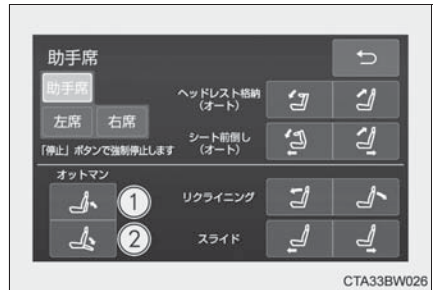 助手席
助手席
左席 右席
「停止」ボタンで強制停止します
ヘッドレスト格納
(オート)
シート前倒し
(オート)
オットマン
1
2
リクライニング
スライド
CTA33BW026